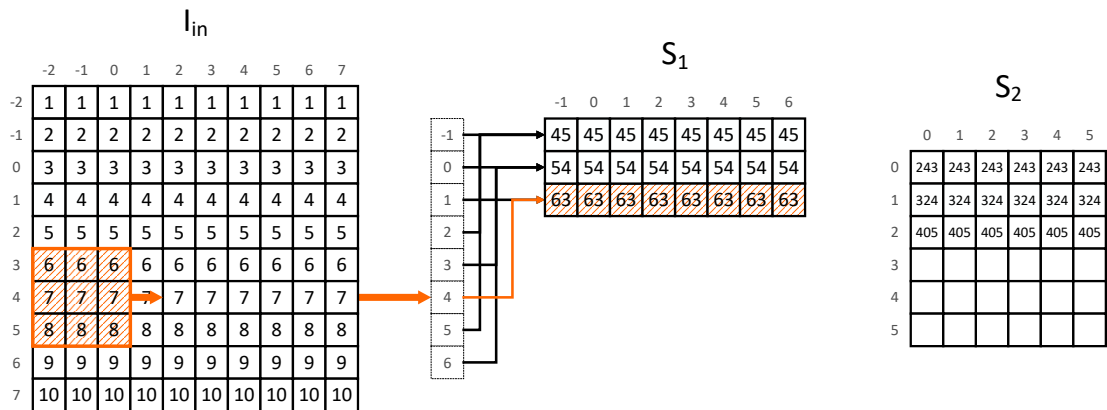 I_in
-2 -1 0 1 2 3 4 5 6 7
-2 1 1 1 1 1 1 1 1 1 1
-1 2 2 2 2 2 2 2 2 2 2
0 3 3 3 3 3 3 3 3 3 3
1 4 4 4 4 4 4 4 4 4 4
2 5 5 5 5 5 5 5 5 5 5
3 6 6 6 6 6 6 6 6 6 6
4 7 7 7 7 7 7 7 7 7 7
5 8 8 8 8 8 8 8 8 8 8
6 9 9 9 9 9 9 9 9 9 9
7 10 10 10 10 10 10 10 10 10 10
-1
0
1
2
3
4
5
6
S_1
-1 0 1 2 3 4 5 6
45 45 45 45 45 45 45 45
54 54 54 54 54 54 54 54
63 63 63 63 63 63 63 63
S_2
0 1 2 3 4 5
0 243 243 243 243 243 243
1 324 324 324 324 324 324
2 405 405 405 405 405 405
3
4
5